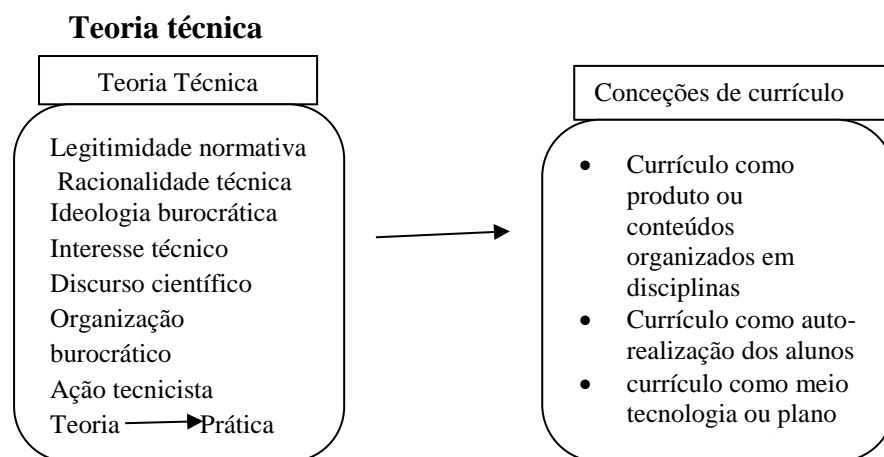 Teoria técnica
Teoria Técnica
Legitimidade normativa
Racionalidade técnica
Ideologia burocrática
Interesse técnico
Discurso científico
Organização
burocrático
Ação tecnicista
Teoria Prática
Conceções de currículo
• Currículo como
produto ou
conteúdos
organizados em
disciplinas
• Currículo como auto-
realização dos alunos
• currículo como meio
tecnologia ou plano